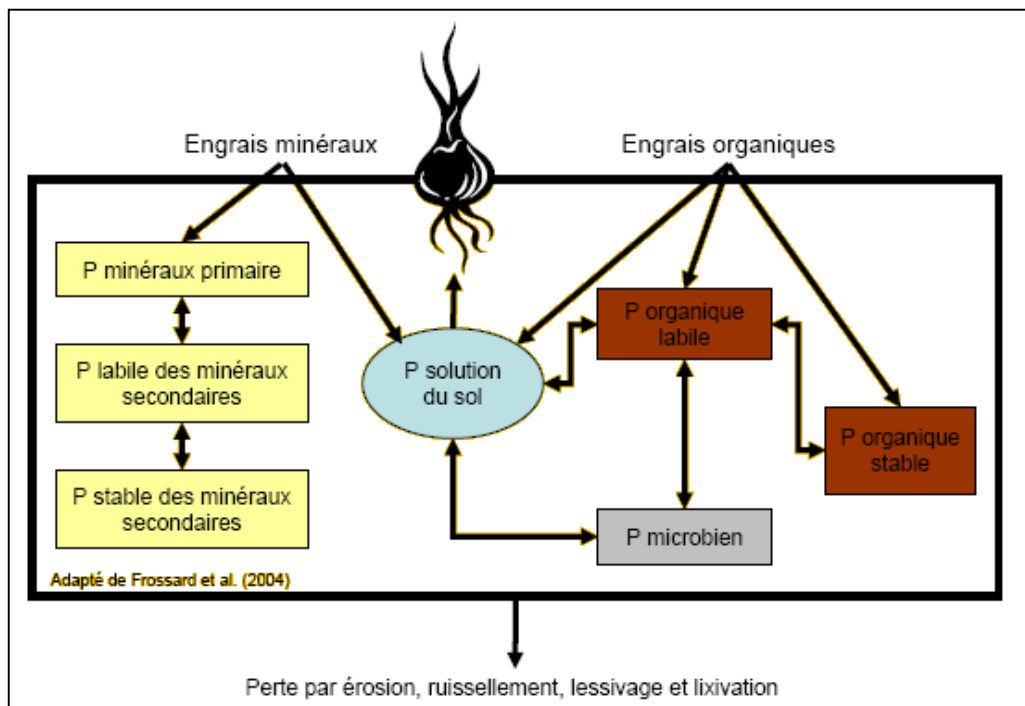 Engrais minéraux
Engrais organiques
P minéraux primaire
P labile des minéraux
secondaires
P stable des minéraux
secondaires
P solution
du sol
P organique
labile
P organique
stable
P microbien
Adapté de Frossard et al. (2004)
Perte par érosion, ruissellement, lessivage et lixivation